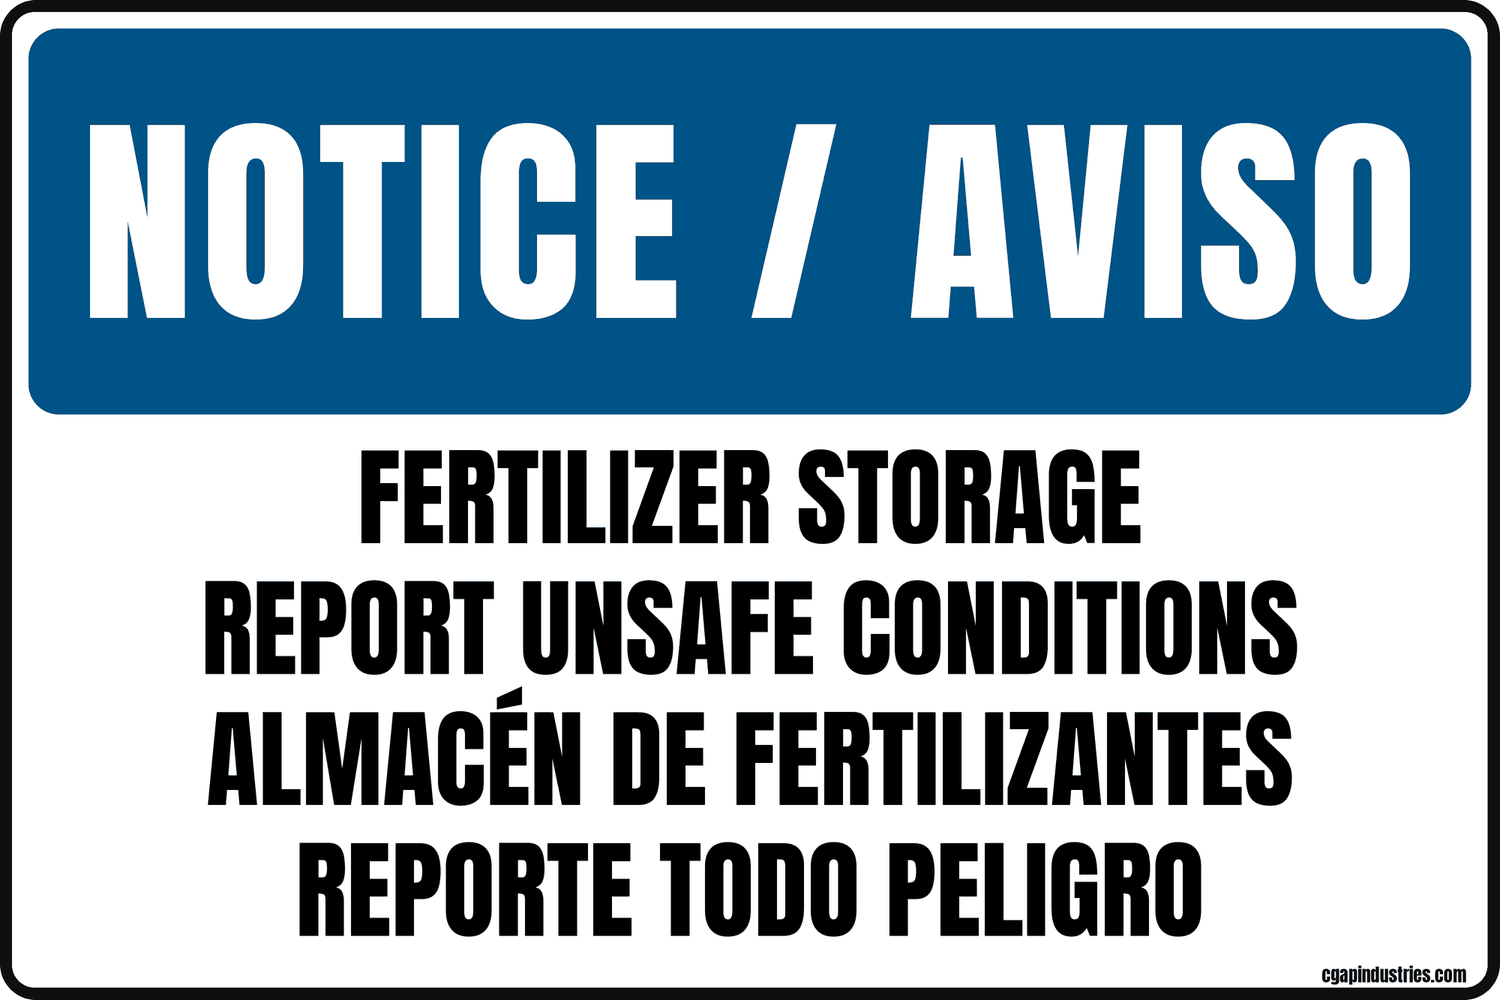 NOTICE / AVISO
FERTILIZER STORAGE
REPORT UNSAFE CONDITIONS
ALMACÉN DE FERTILIZANTES
REPORTE TODO PELIGRO
cgapindustries.com